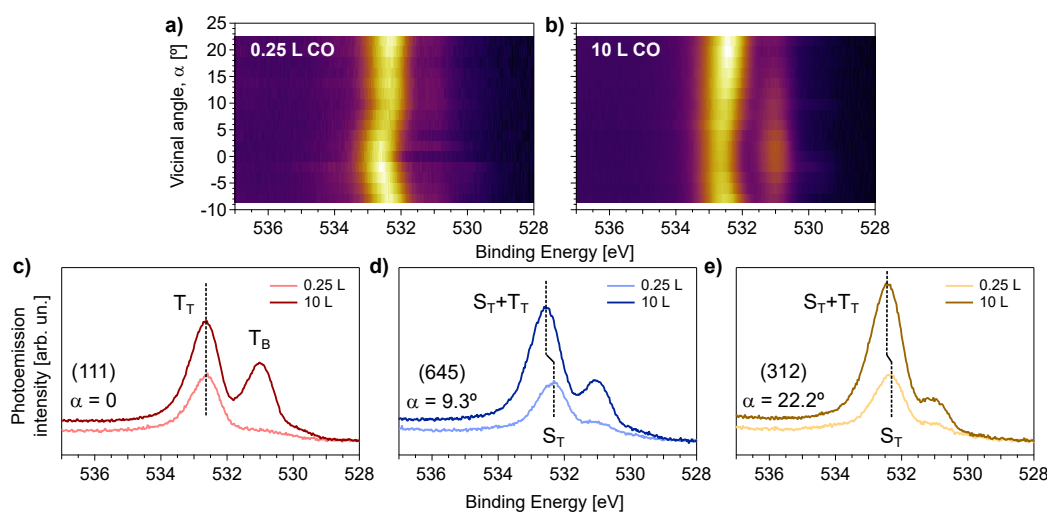 a)
b)
25
20
15
10
5
0
-5
-10
Vicinal angle, α [º]
0.25 L CO
10 L CO
536 534 532 530 528
536 534 532 530 528
Binding Energy [eV]
c)
d)
e)
Photoemission
intensity [arb. un.]
T_T
T_B
0.25 L
10 L
(111)
α = 0
536 534 532 530 528
S_T+T_T
0.25 L
10 L
(645)
α = 9.3º
S_T
536 534 532 530 528
S_T+T_T
0.25 L
10 L
(312)
α = 22.2º
S_T
536 534 532 530 528
Binding Energy [eV]